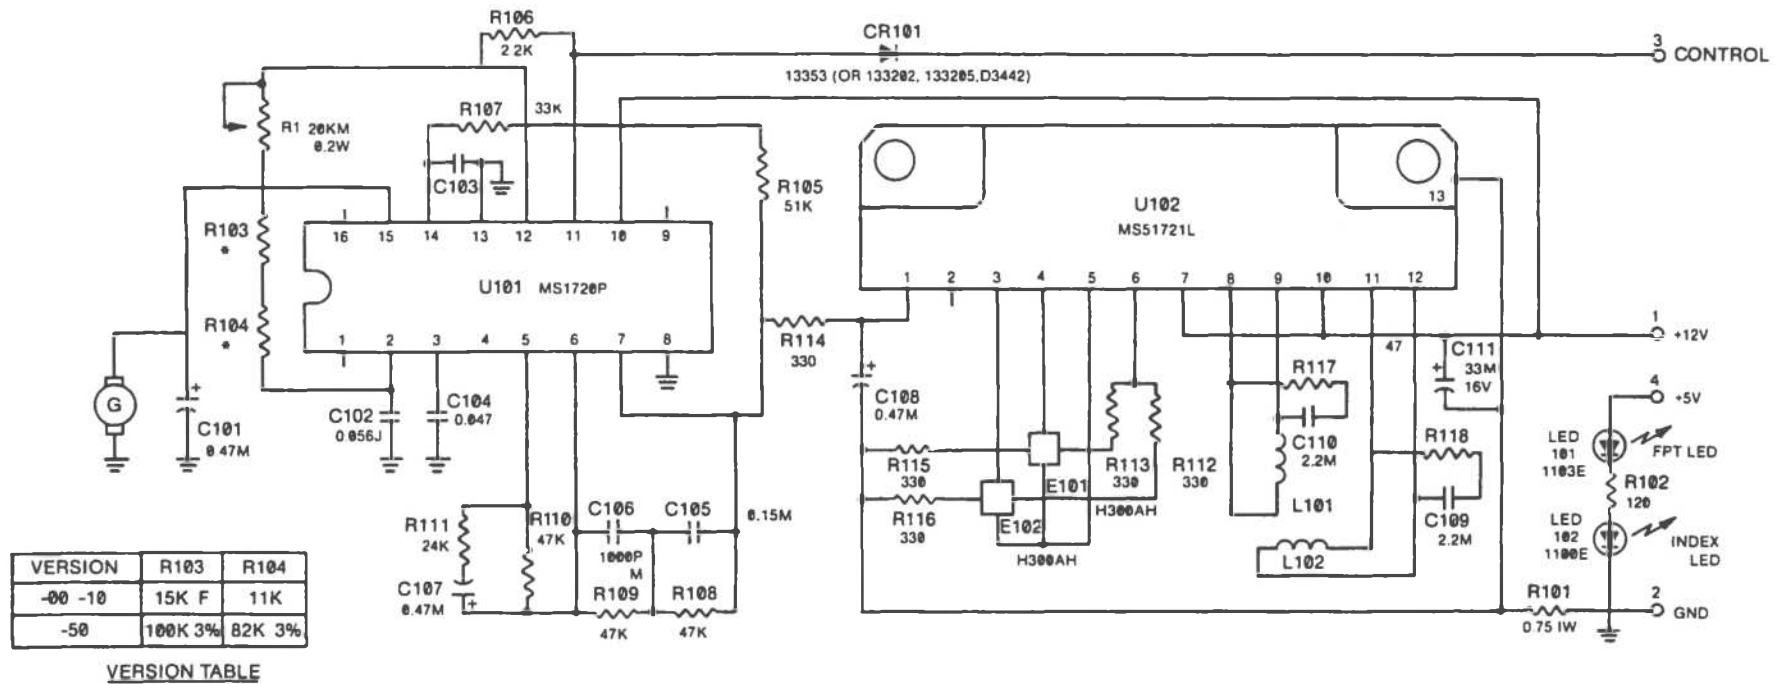 R106
2 2K
CR101
13353 (OR 133202, 133205,D3442)
3
CONTROL
R107
33K
R1 20KM
0.2W
C103
R105
51K
U102
MS51721L
13
R103
*
16 15 14 13 12 11 10 9
U101 MS1720P
1 2 3 4 5 6 7 8
R104
*
1 2 3 4 5 6 7 8 9 10 11 12
R114
330
47
1
+12V
C111
33M
16V
+
R117
4
+5V
G
+
C101
0.47M
C102
0.056J
C104
0.047
+
C108
0.47M
C110
2.2M
R118
LED
101
1103E
FPT LED
R115
330
R113
330
R112
330
E101
H300AH
R102
120
L101
R116
330
E102
H300AH
C109
2.2M
LED
102
1100E
INDEX
LED
L102
R111
24K
R110
47K
C106
1000P
M
C105
0.15M
C107
0.47M
+
R109
47K
R108
47K
R101
0.75 IW
2
GND
VERSION R103 R104
-00 -10 15K F 11K
-50 100K 3% 82K 3%
VERSION TABLE